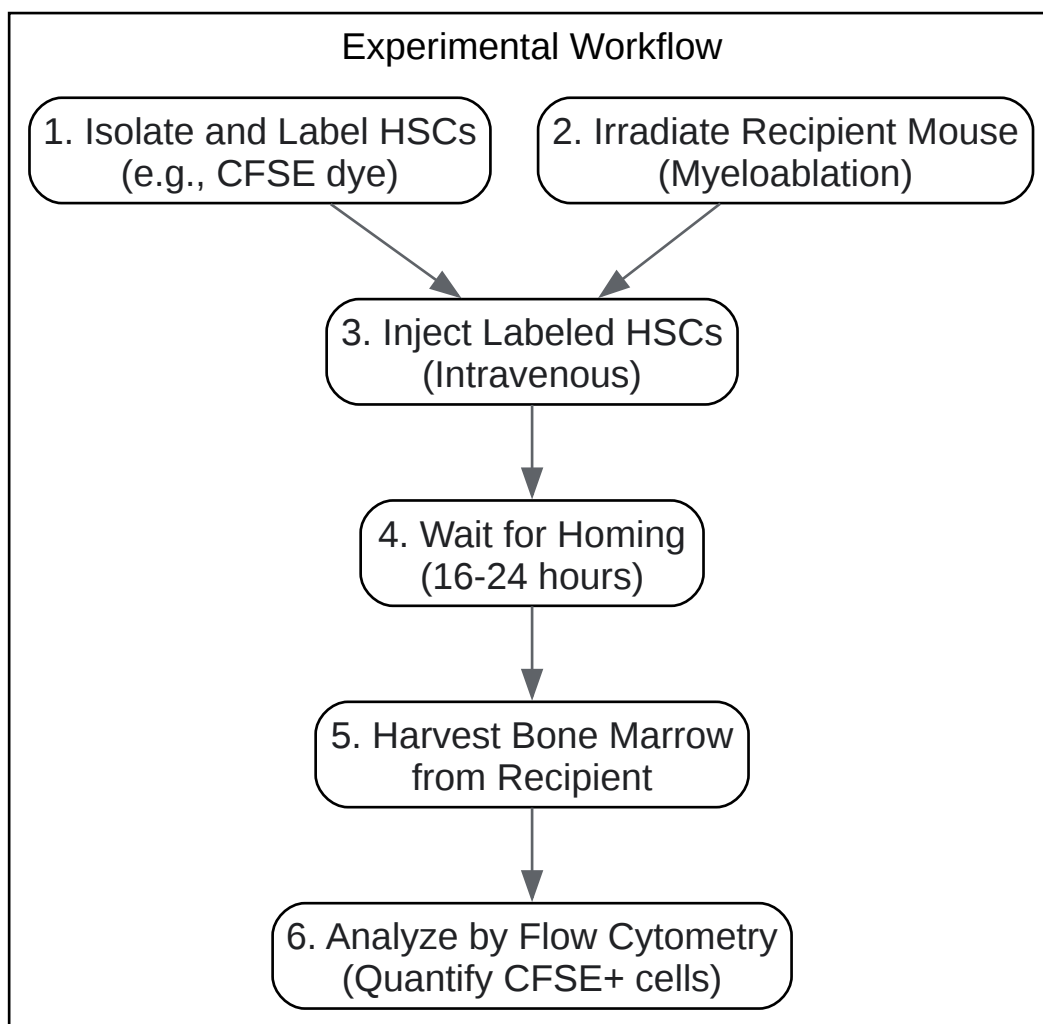 Experimental Workflow
1. Isolate and Label HSCs
(e.g., CFSE dye)
2. Irradiate Recipient Mouse
(Myeloablation)
3. Inject Labeled HSCs
(Intravenous)
4. Wait for Homing
(16-24 hours)
5. Harvest Bone Marrow
from Recipient
6. Analyze by Flow Cytometry
(Quantify CFSE+ cells)